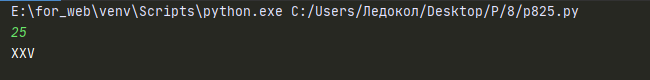 E:\for_web\venv\Scripts\python.exe C:/Users/Ледокол/Desktop/P/8/p825.py
25
XXV